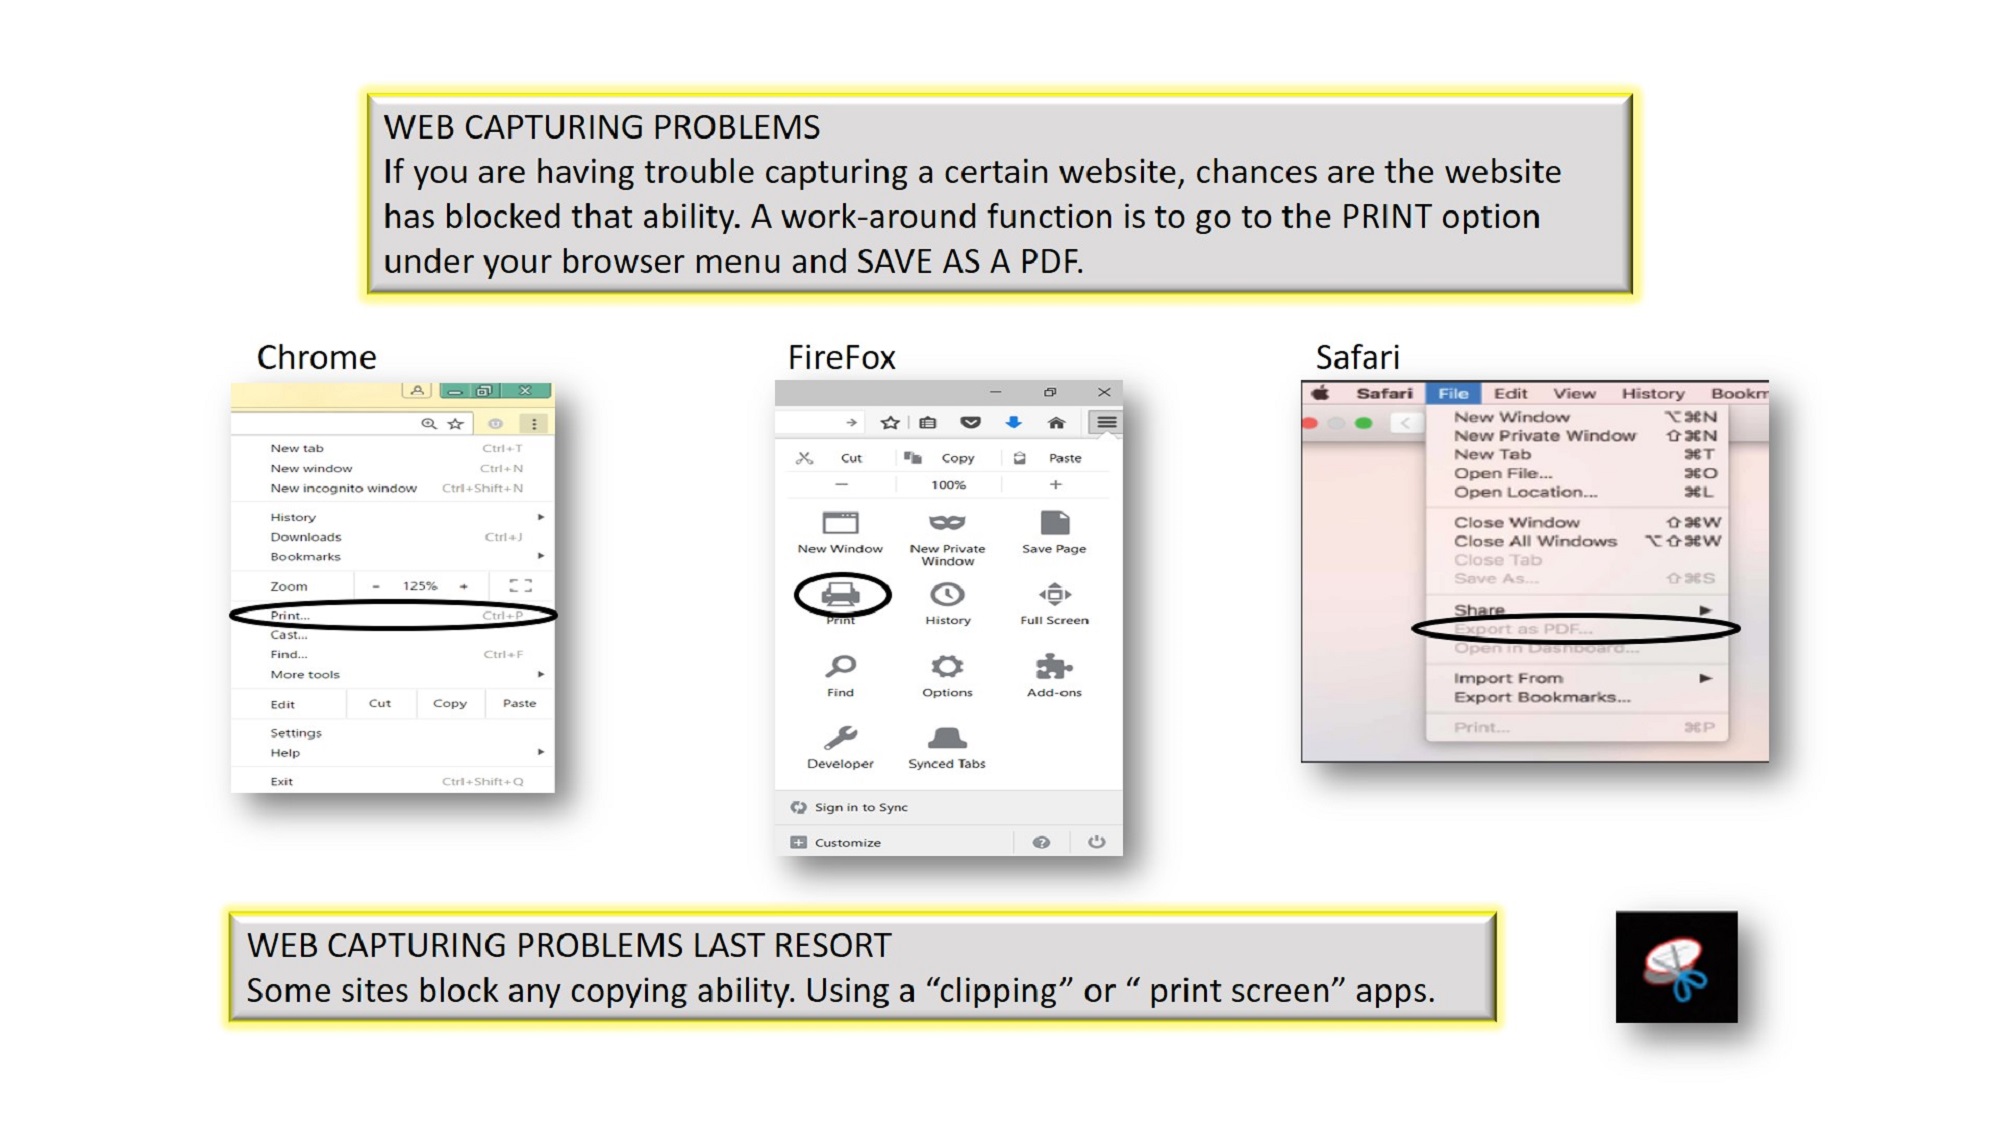 WEB CAPTURING PROBLEMS
If you are having trouble capturing a certain website, chances are the website
has blocked that ability. A work-around function is to go to the PRINT option
under your browser menu and SAVE AS A PDF.
Chrome
New tab Ctrl+T
New window Ctrl+N
New incognito window Ctrl+Shift+N
History
Downloads Ctrl+J
Bookmarks
Zoom - 125% +
Print... Ctrl+P
Cast...
Find... Ctrl+F
More tools
Edit Cut Copy Paste
Settings
Help
Exit Ctrl+Shift+Q
FireFox
Cut Copy Paste
− 100% +
New Window New Private Save Page
Window
Print History Full Screen
Find Options Add-ons
Developer Synced Tabs
Sign in to Sync
Customize
Safari
Safari File Edit View History Bookm
New Window ⌥⌘N
New Private Window ⇧⌘N
New Tab ⌘T
Open File... ⌘O
Open Location... ⌘L
Close Window ⇧⌘W
Close All Windows ⌥⇧⌘W
Close Tab
Save As... ⇧⌘S
Share
Export as PDF...
Open in Dashboard...
Import From
Export Bookmarks...
Print... ⌘P
WEB CAPTURING PROBLEMS LAST RESORT
Some sites block any copying ability. Using a “clipping” or “ print screen” apps.